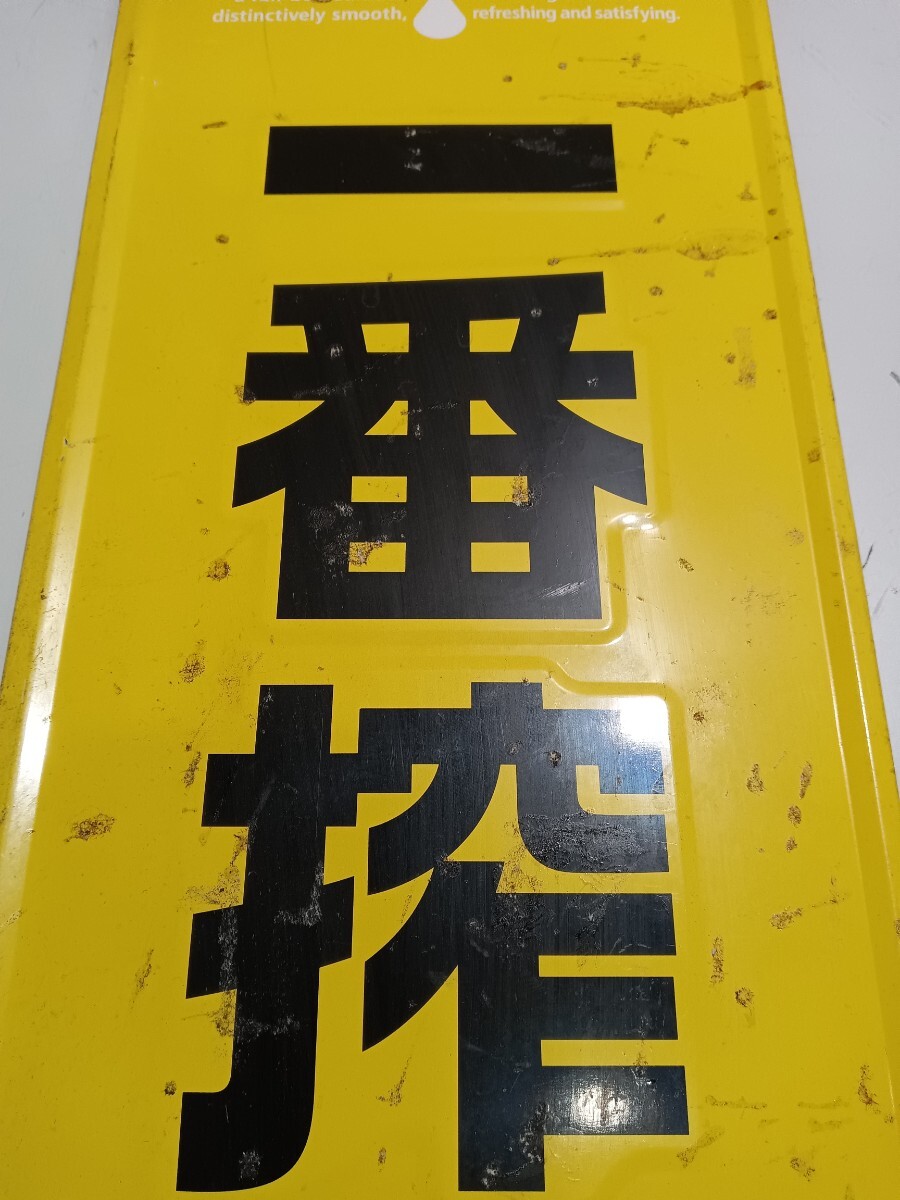 distinctively smooth, refreshing and satisfying.
一番搾